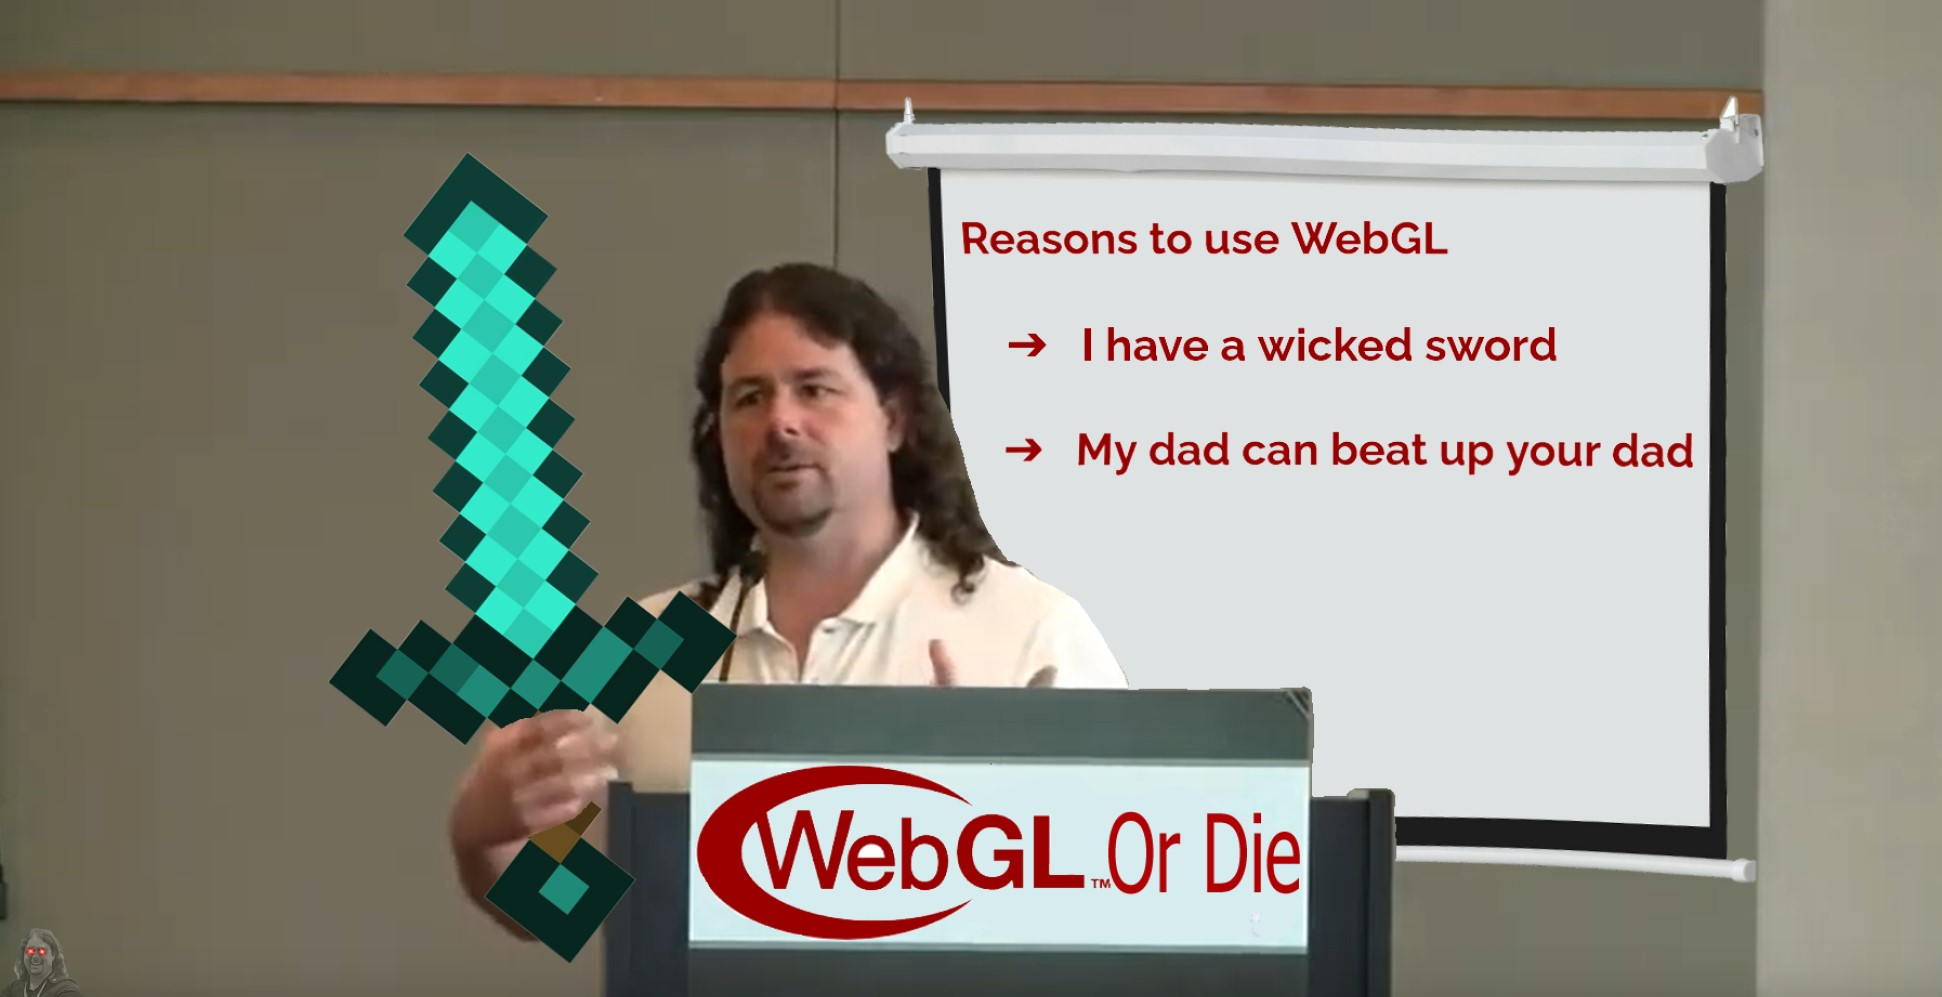 Reasons to use WebGL
➔ I have a wicked sword
➔ My dad can beat up your dad
WebGL™ Or Die